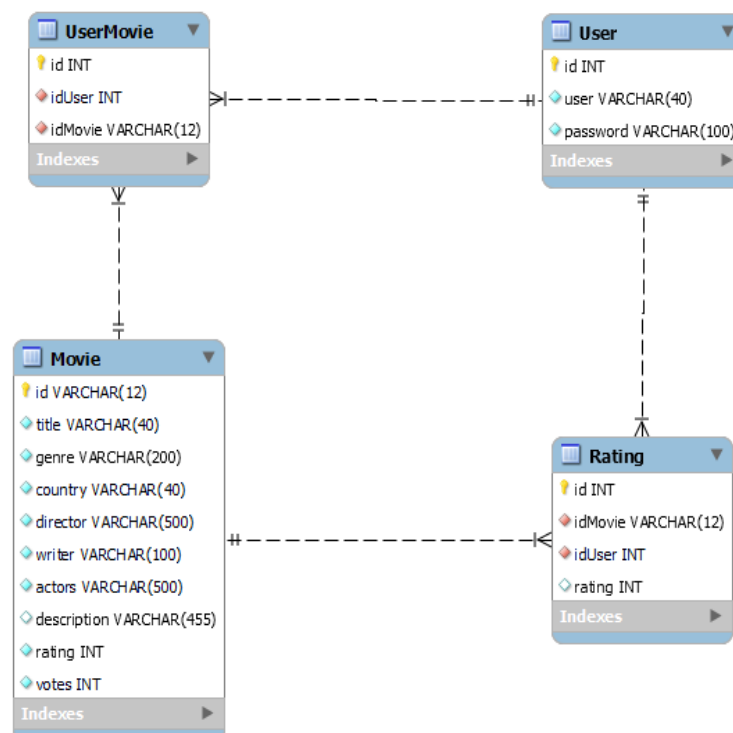 UserMovie
id INT
idUser INT
idMovie VARCHAR(12)
Indexes
User
id INT
user VARCHAR(40)
password VARCHAR(100)
Indexes
Movie
id VARCHAR(12)
title VARCHAR(40)
genre VARCHAR(200)
country VARCHAR(40)
director VARCHAR(500)
writer VARCHAR(100)
actors VARCHAR(500)
description VARCHAR(455)
rating INT
votes INT
Indexes
Rating
id INT
idMovie VARCHAR(12)
idUser INT
rating INT
Indexes